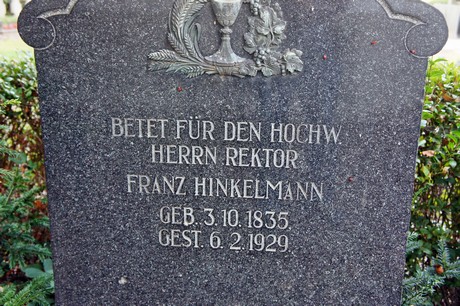 BETET FÜR DEN HOCHW.
HERRN REKTOR
FRANZ HINKELMANN
GEB. 3.10.1835.
GEST. 6.2.1929.